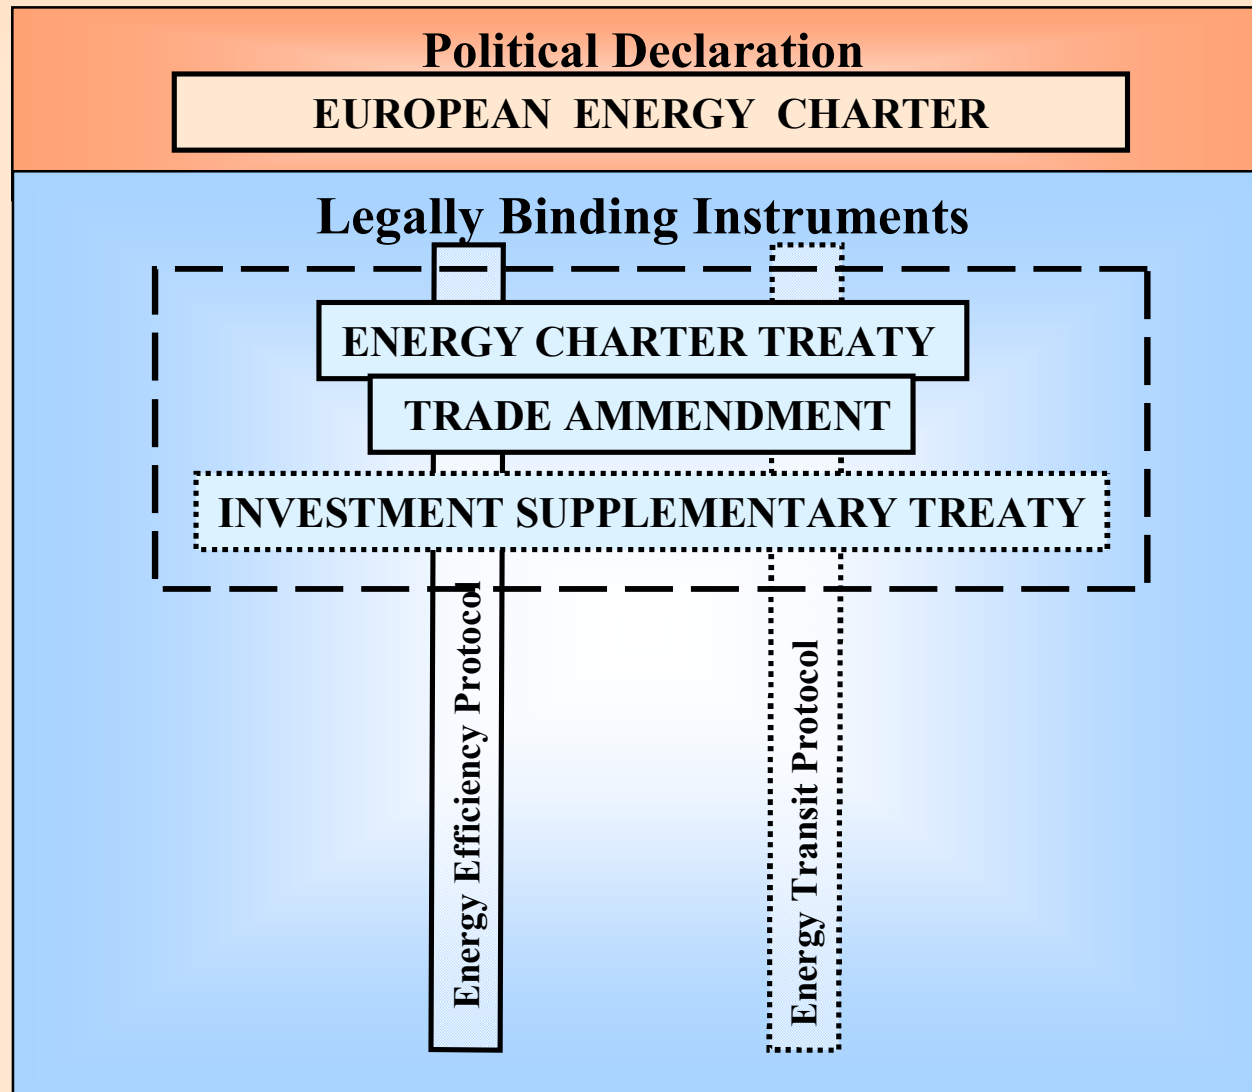 Political Declaration
EUROPEAN ENERGY CHARTER
Legally Binding Instruments
ENERGY CHARTER TREATY
TRADE AMMENDMENT
INVESTMENT SUPPLEMENTARY TREATY
Energy Efficiency Protocol
Energy Transit Protocol